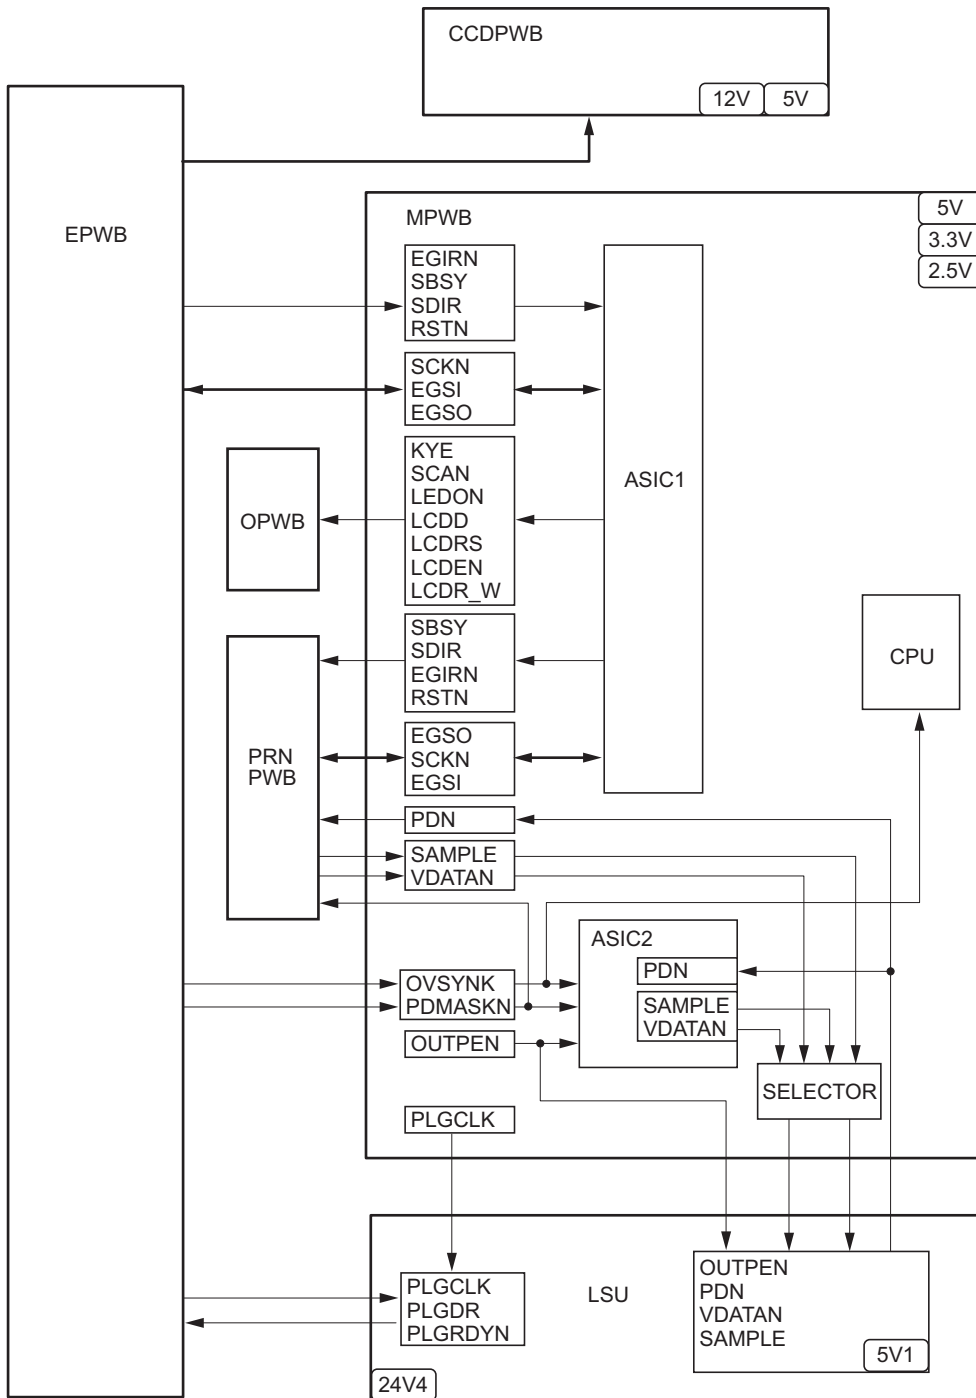 CCDPWB
12V
5V
EPWB
MPWB
5V
3.3V
2.5V
EGIRN
SBSY
SDIR
RSTN
SCKN
EGSI
EGSO
KYE
SCAN
LEDON
LCDD
LCDRS
LCDEN
LCDR_W
ASIC1
OPWB
SBSY
SDIR
EGIRN
RSTN
CPU
PRN
PWB
EGSO
SCKN
EGSI
PDN
SAMPLE
VDATAN
ASIC2
PDN
SAMPLE
VDATAN
OVSYNK
PDMASKN
OUTPEN
SELECTOR
PLGCLK
PLGCLK
PLGDR
PLGRDYN
LSU
OUTPEN
PDN
VDATAN
SAMPLE
5V1
24V4